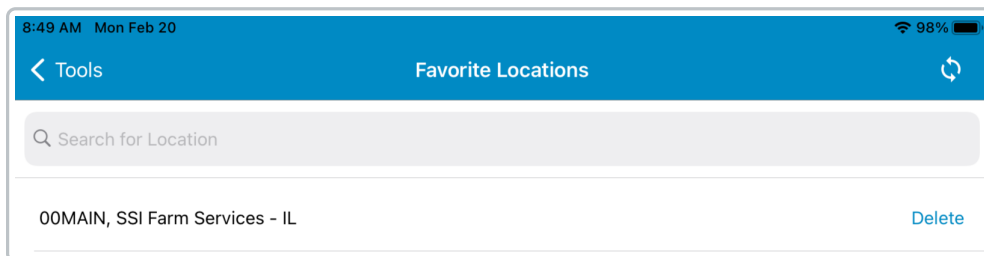 8:49 AM Mon Feb 20 98%
Tools Favorite Locations
Search for Location
00MAIN, SSI Farm Services - IL Delete